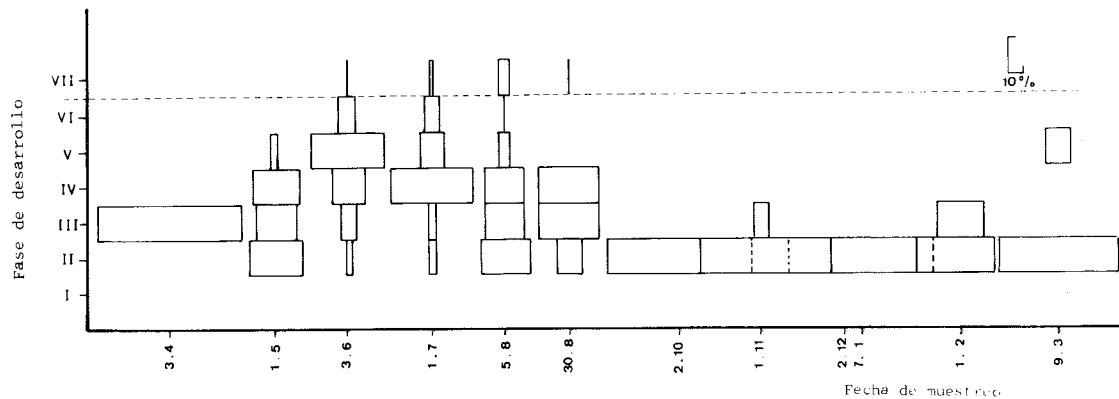 Fase de desarrollo
VII
VI
V
IV
III
II
I
10%
3.4
1.5
3.6
1.7
5.8
30.8
2.10
1.11
2.12
7.1
1.2
9.3
Fecha de muestreo